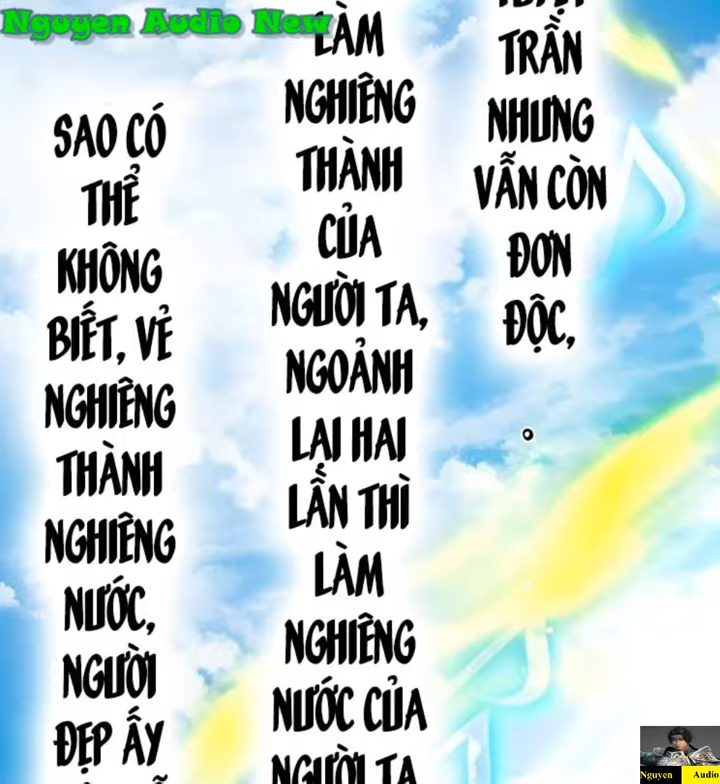 Nguyen Audio New
TRẦN
NHƯNG
VẪN CÒN
ĐƠN
ĐỘC,
LÀM
NGHIÊNG
THÀNH
CỦA
NGƯỜI TA,
NGOẢNH
LẠI HAI
LẦN THÌ
LÀM
NGHIÊNG
NƯỚC CỦA
NGƯỜI TA
SAO CÓ
THỂ
KHÔNG
BIẾT, VẺ
NGHIÊNG
THÀNH
NGHIÊNG
NƯỚC,
NGƯỜI
ĐẸP ẤY
Nguyen Audio